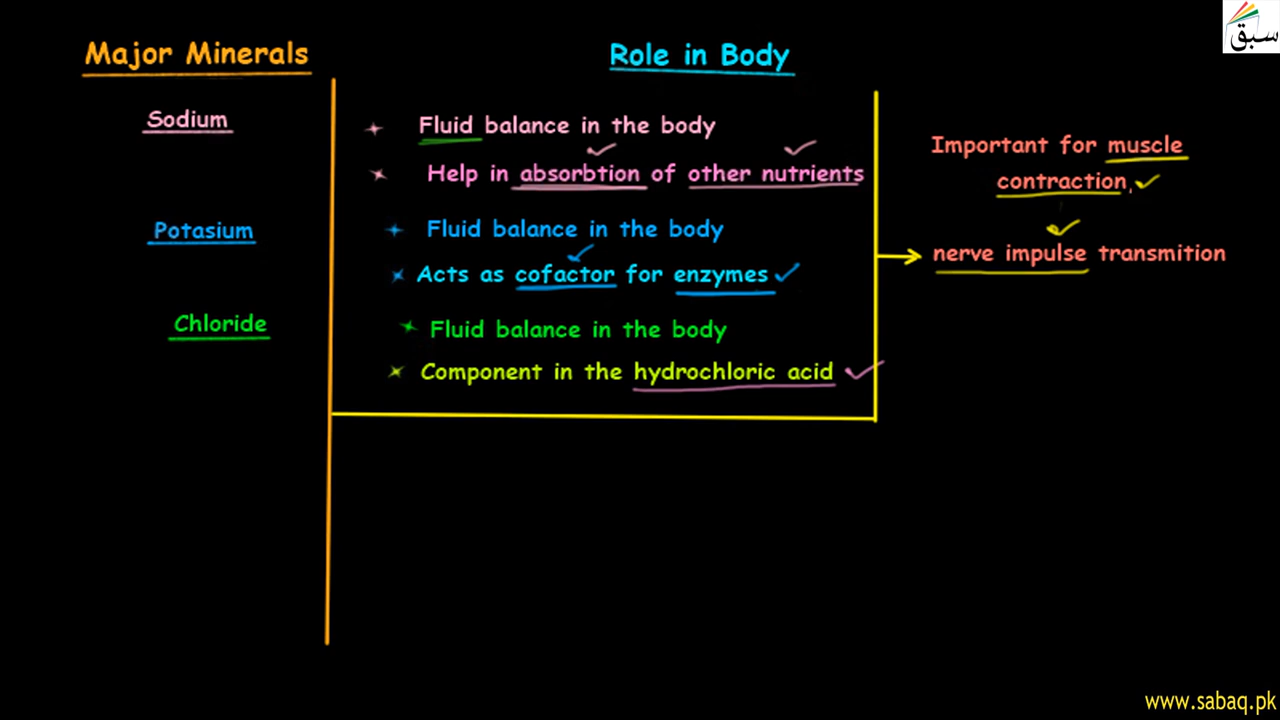 سبق
Major Minerals
Role in Body
Sodium
Fluid balance in the body
Help in absorbtion of other nutrients
Potasium
Fluid balance in the body
Acts as cofactor for enzymes
Chloride
Fluid balance in the body
Component in the hydrochloric acid
Important for muscle
contraction,
nerve impulse transmition
www.sabaq.pk